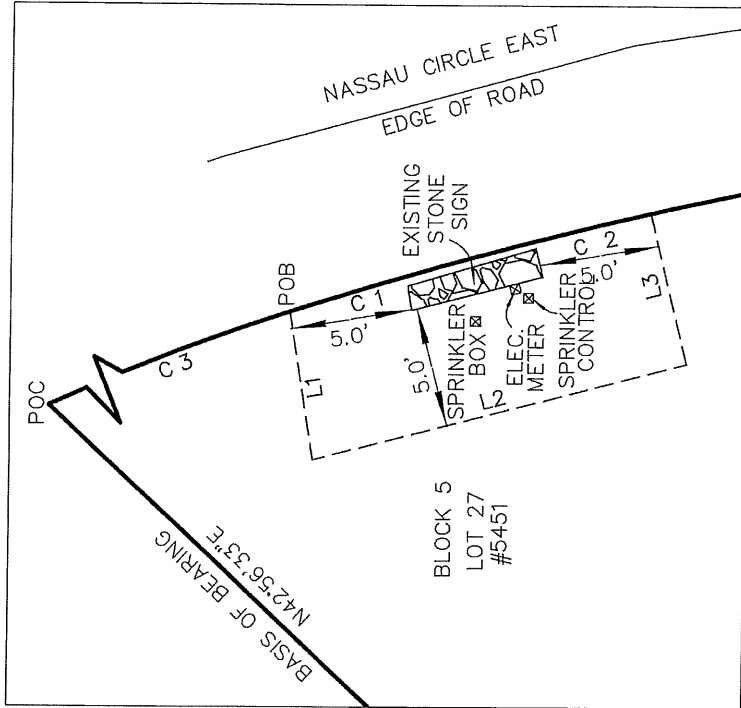 NASSAU CIRCLE EAST
EDGE OF ROAD
POC
POB
C 3
C 1
C 2
5.0'
5.0'
5.0'
L1
L2
L3
EXISTING
STONE
SIGN
SPRINKLER
BOX
ELEC.
METER
SPRINKLER
CONTROL
BASIS OF BEARING
N42°56'33"E
BLOCK 5
LOT 27
#5451